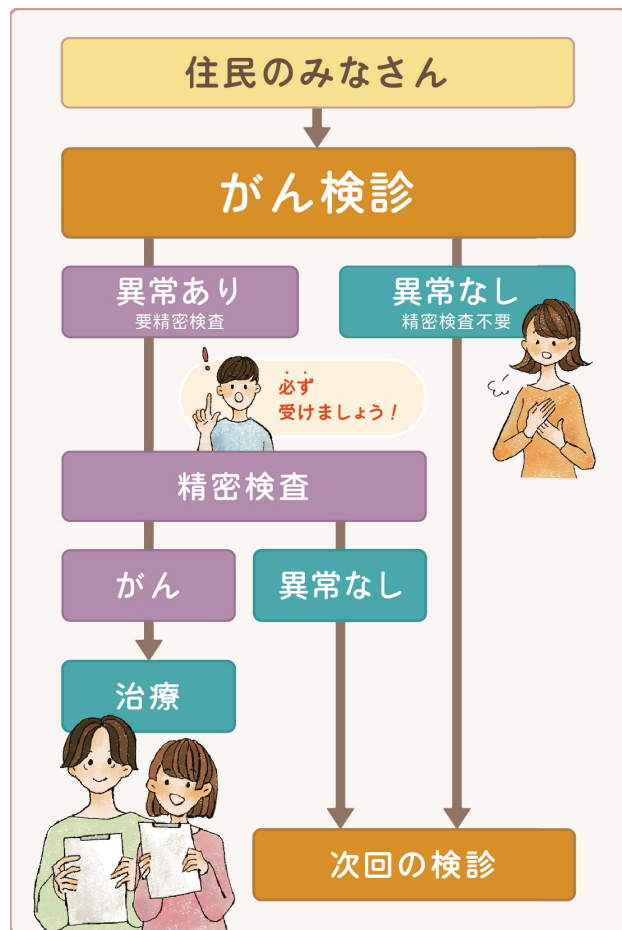 住民のみなさん
がん検診
異常あり
要精密検査
異常なし
精密検査不要
必ず
受けましょう!
精密検査
がん
異常なし
治療
次回の検診